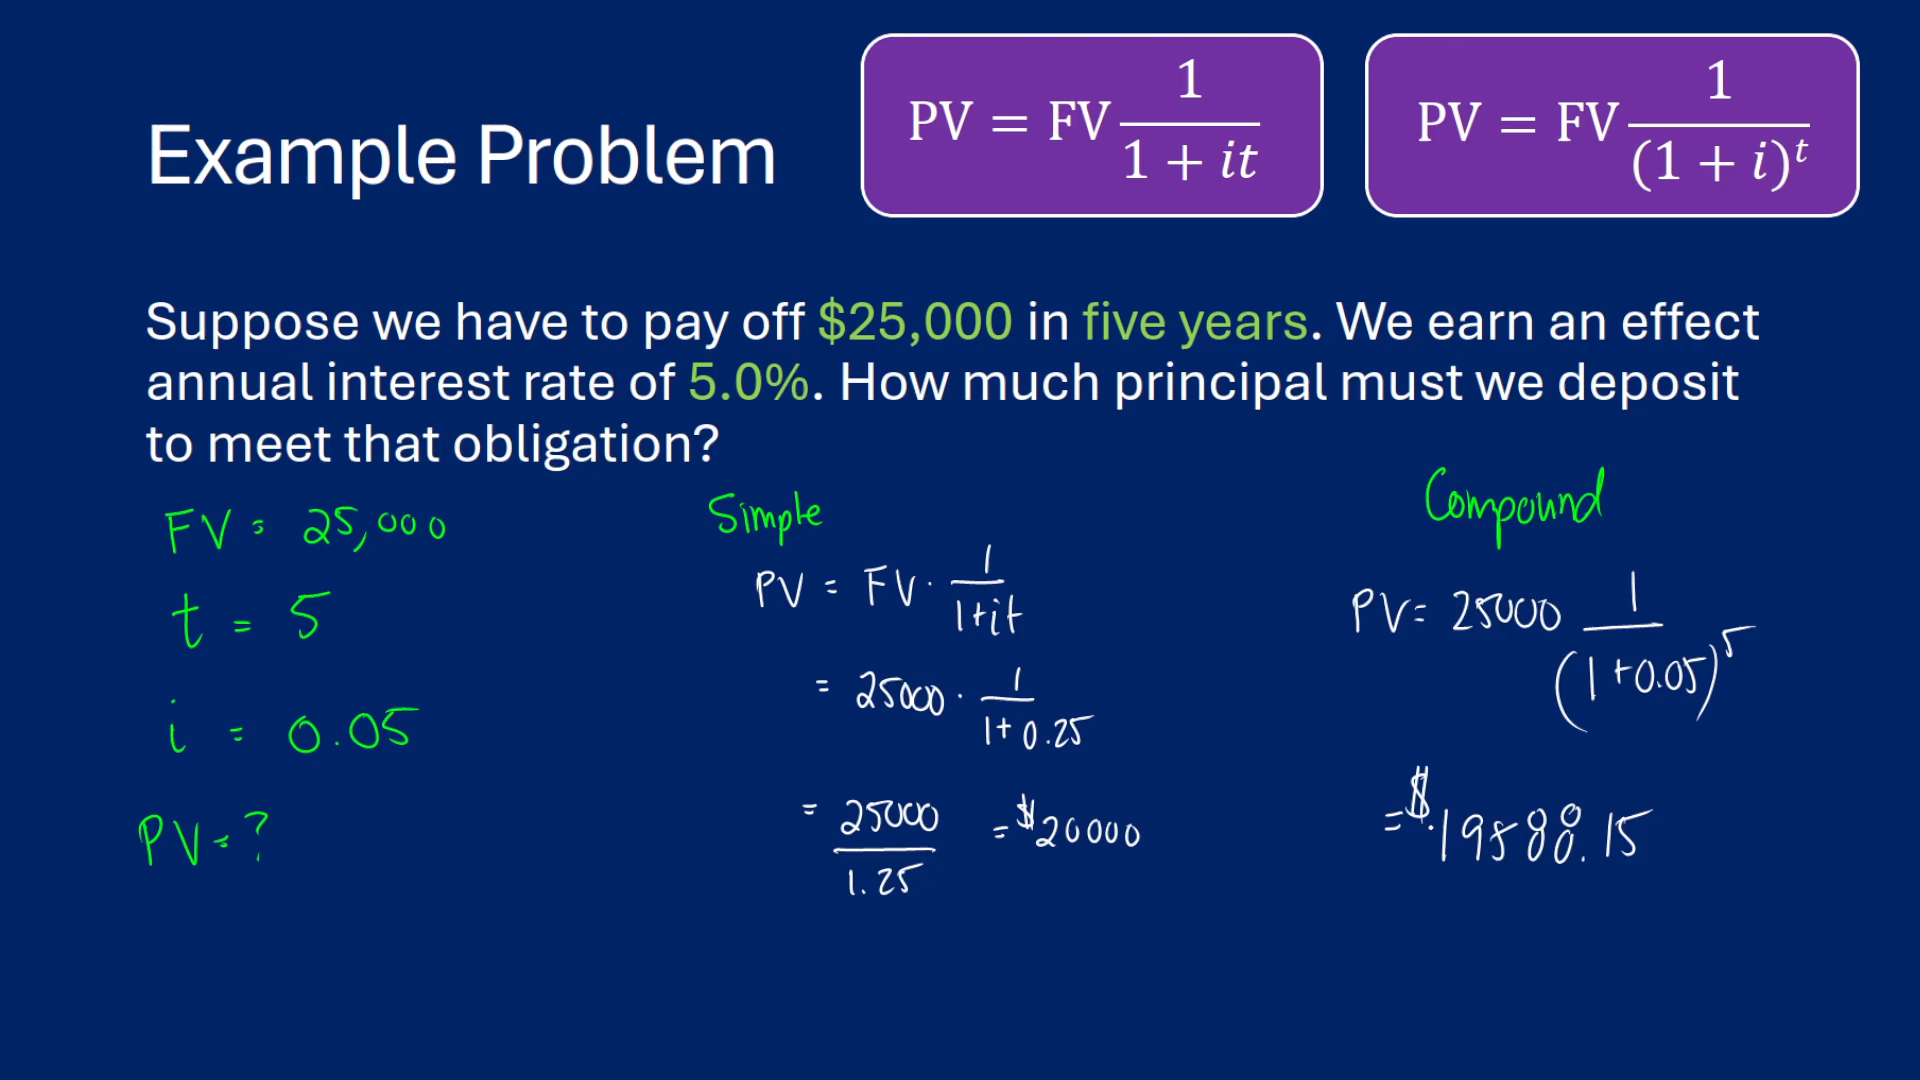 Example Problem
PV = FV 1/(1 + it)
PV = FV 1/(1 + i)^t
Suppose we have to pay off $25,000 in five years. We earn an effect
annual interest rate of 5.0%. How much principal must we deposit
to meet that obligation?
FV = 25,000
t = 5
i = 0.05
PV = ?
Simple
PV = FV · 1/(1+it)
= 25000 · 1/(1+0.25)
= 25000/1.25 = $20000
Compound
PV = 25000 1/(1+0.05)^5
= $19588.15